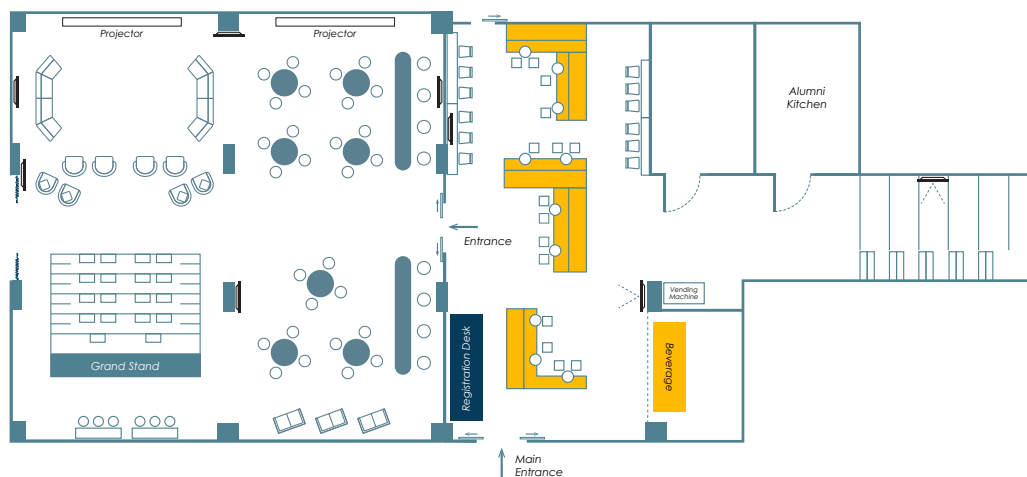 Projector
Projector
Alumni
Kitchen
Entrance
Vending
Machine
Grand Stand
Registration Desk
Beverage
Main
Entrance